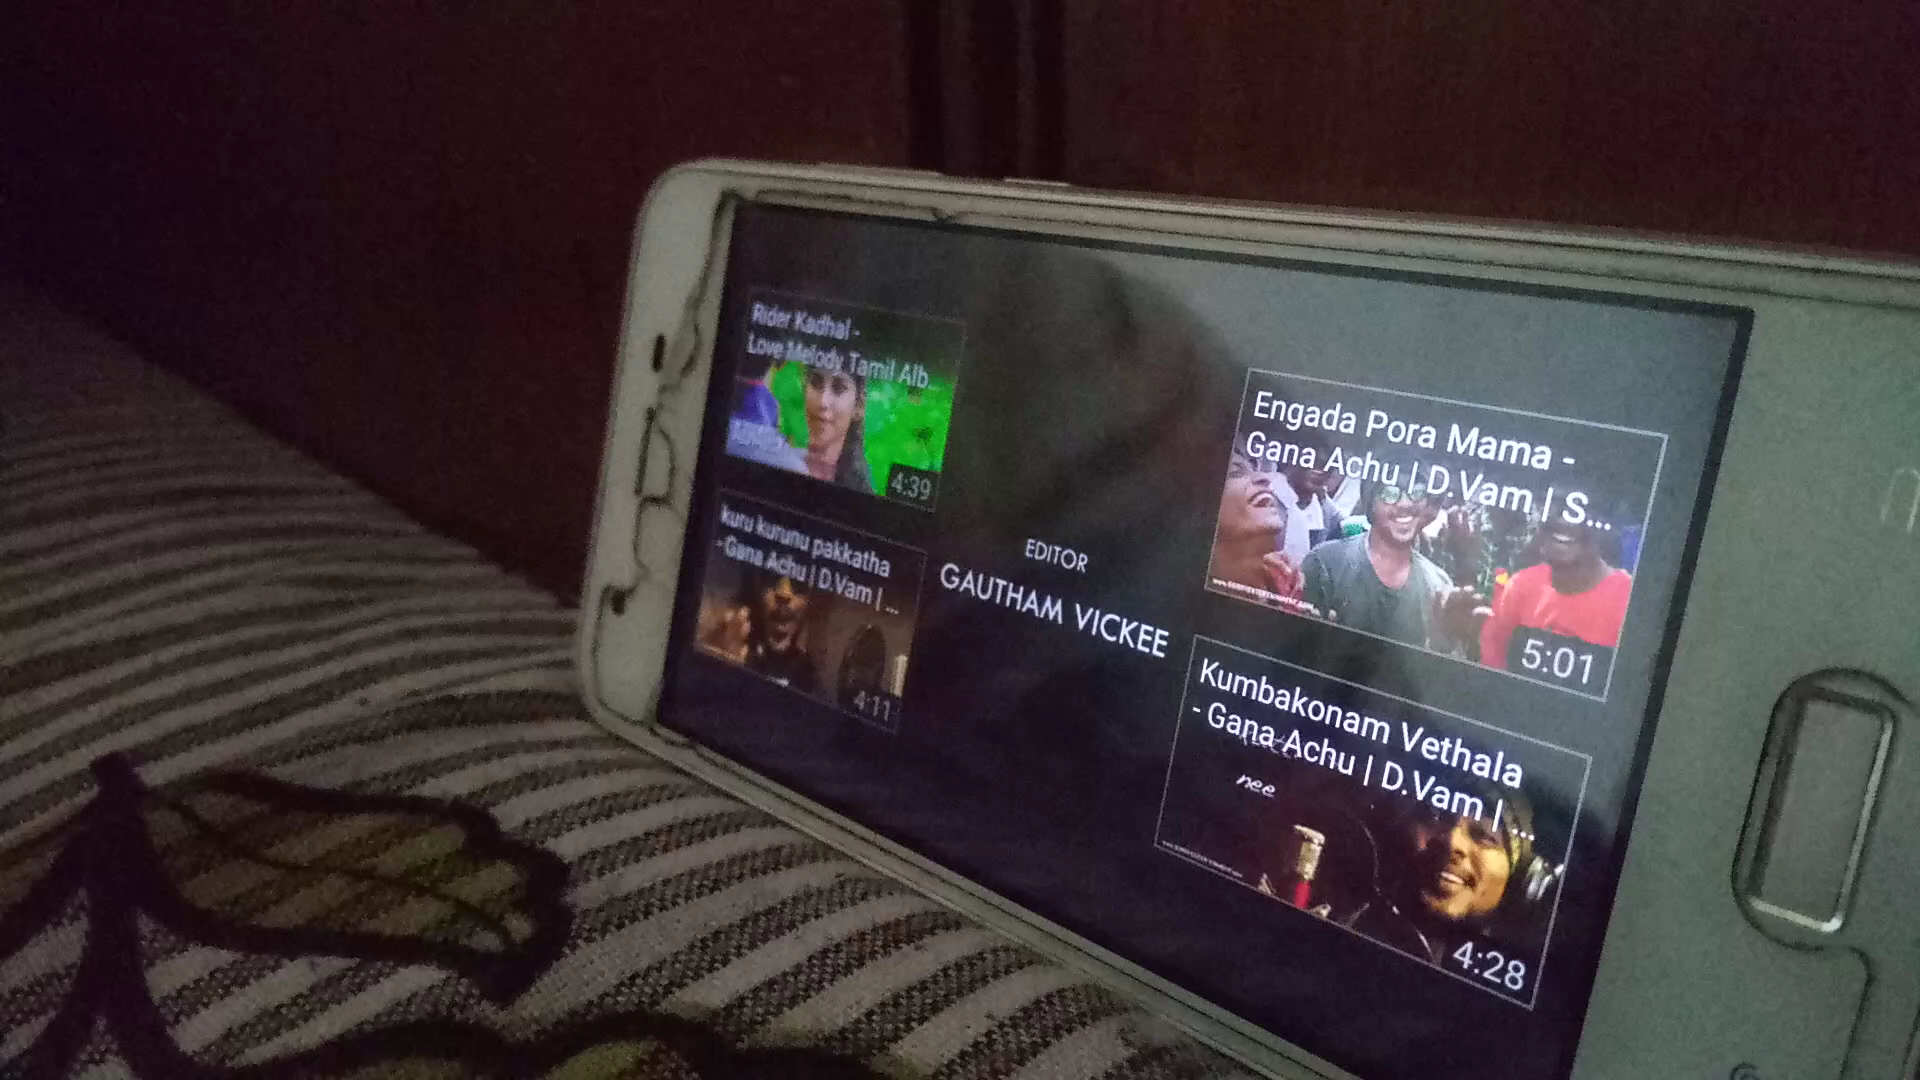 Rider Kadhal -
Love Melody Tamil Alb...
4:39
kuru kurunu pakkatha
- Gana Achu | D.Vam | ...
4:11
EDITOR
GAUTHAM VICKEE
Engada Pora Mama -
Gana Achu | D.Vam | S...
5:01
Kumbakonam Vethala
- Gana Achu | D.Vam | ...
nee
4:28